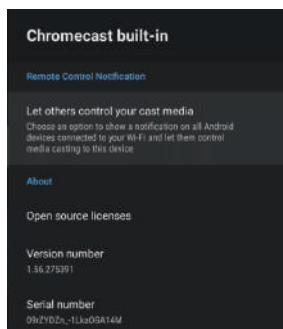 Chromecast built-in
Remote Control Notification
Let others control your cast media
Choose an option to show a notification on all Android
devices connected to your Wi-Fi and let them control
media casting to this device
About
Open source licenses
Version number
1.56.275391
Serial number